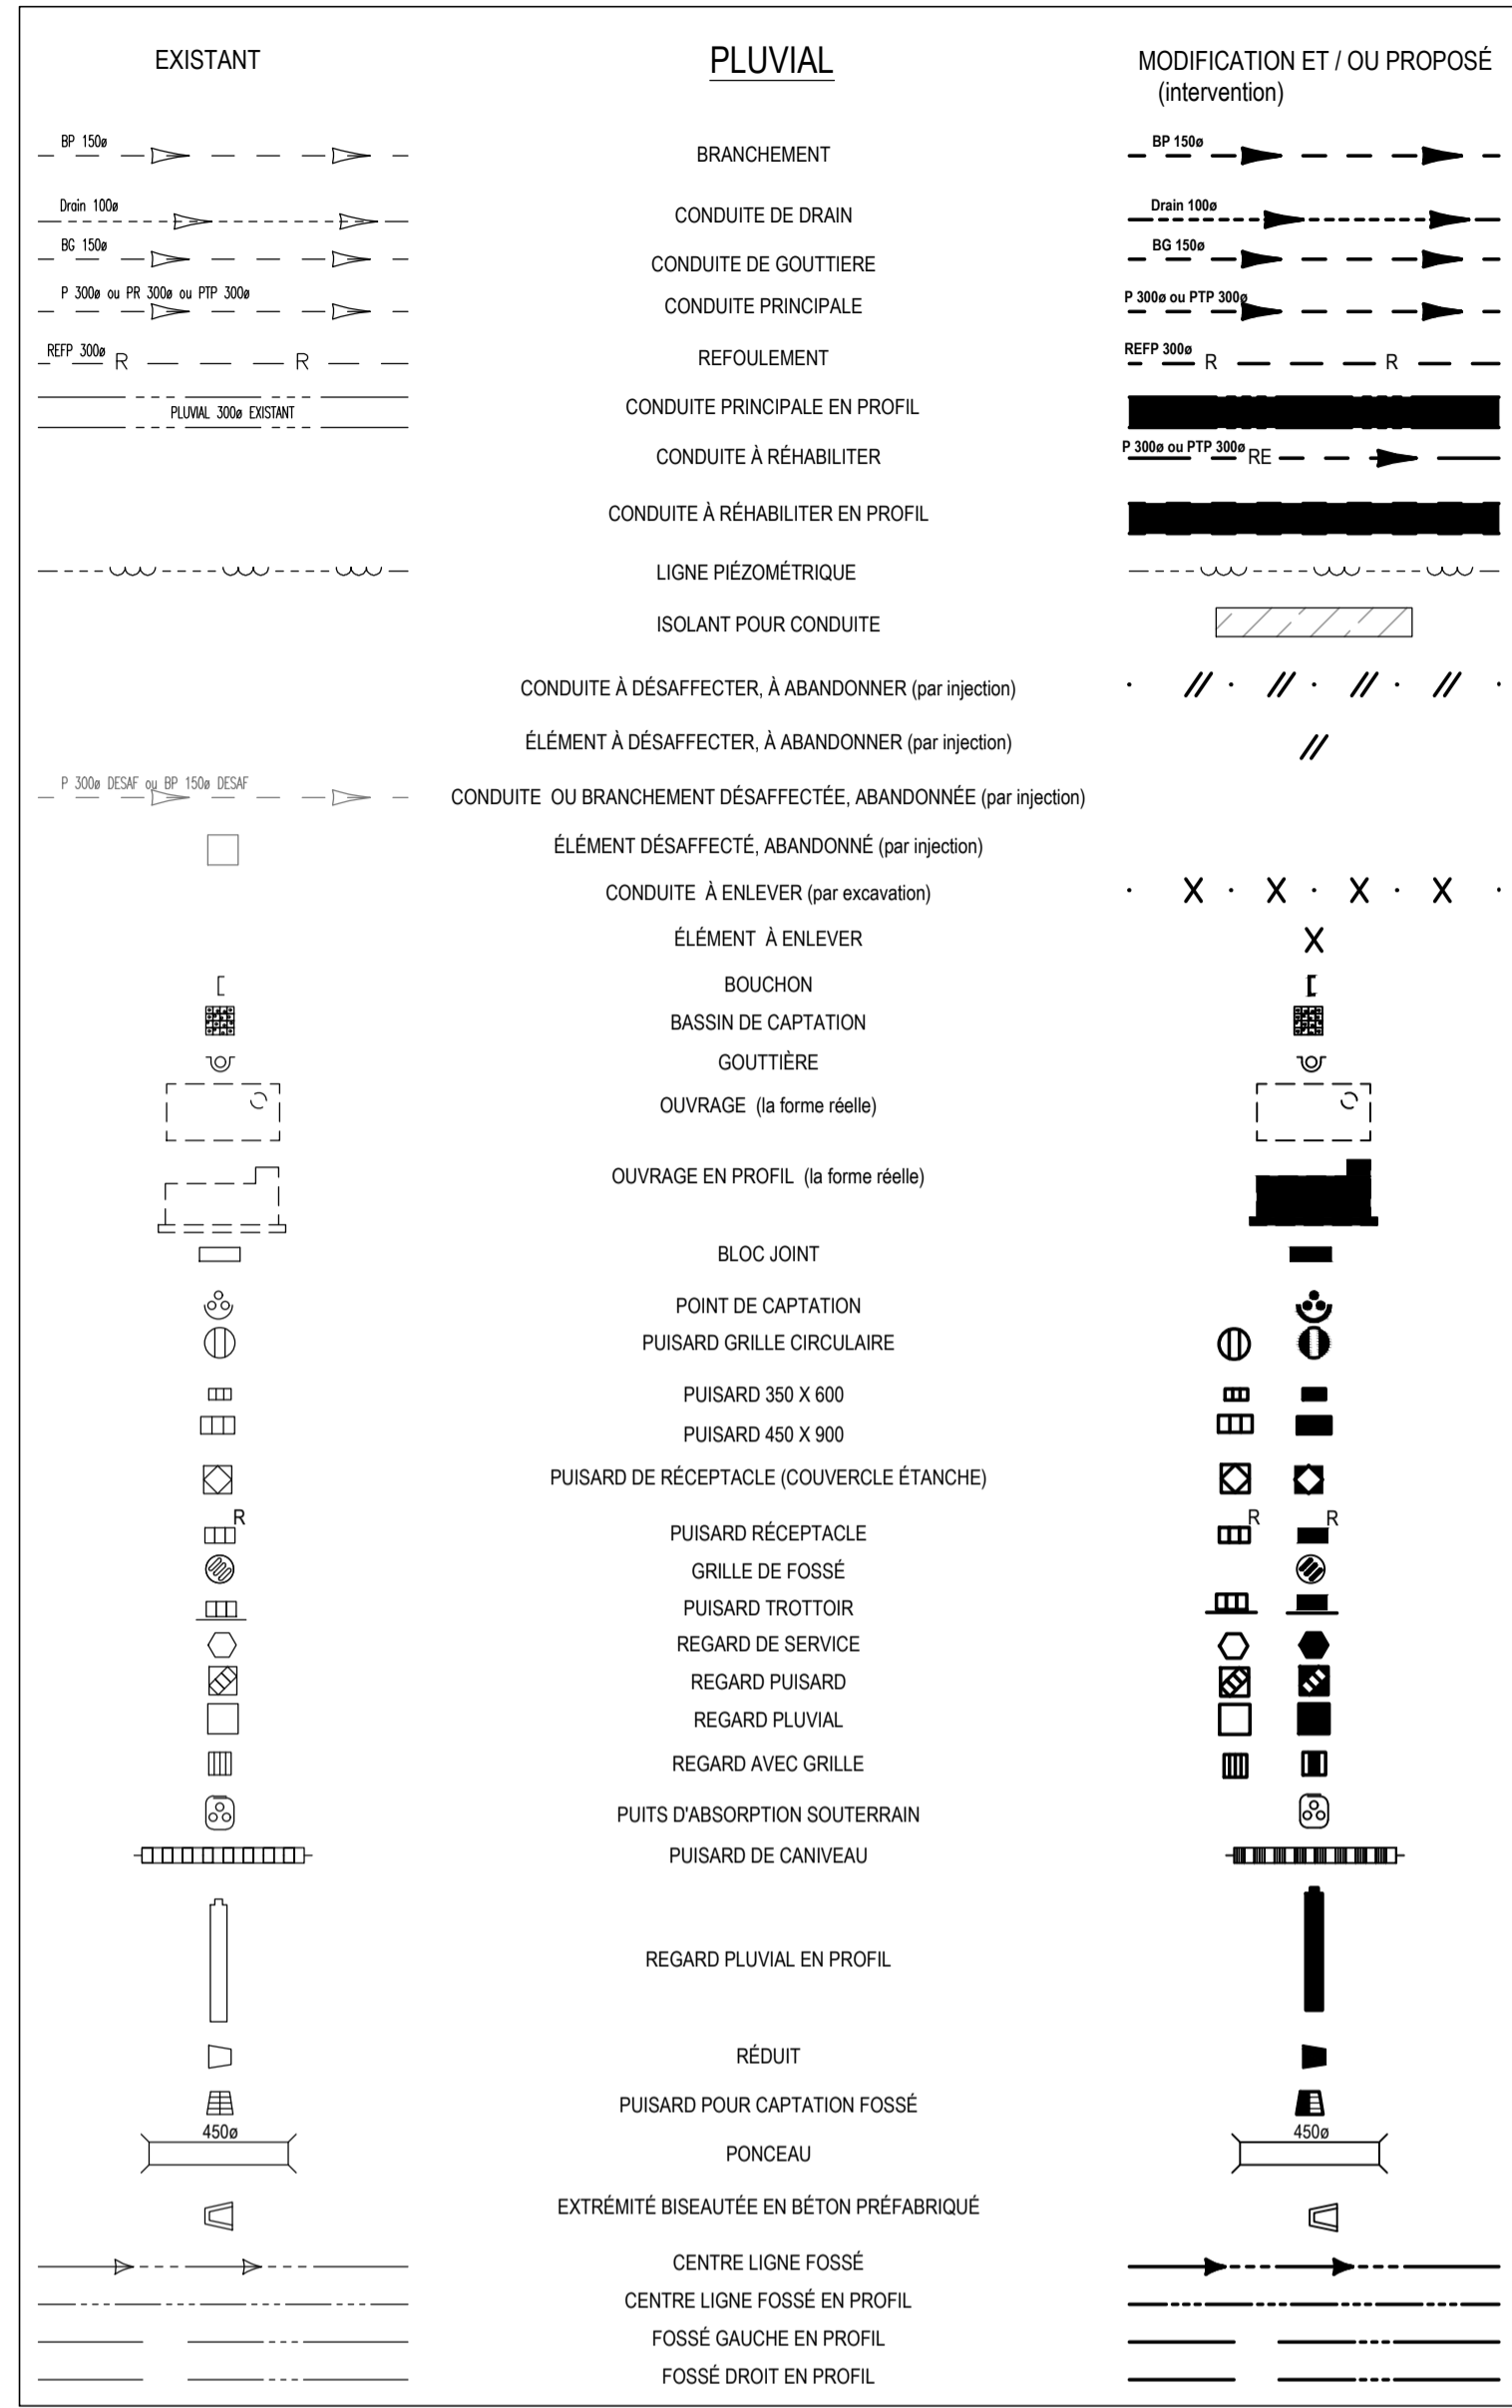 EXISTANT
PLUVIAL
MODIFICATION ET / OU PROPOSÉ
(intervention)
BP 150ø
BRANCHEMENT
BP 150ø
Drain 100ø
CONDUITE DE DRAIN
Drain 100ø
BG 150ø
CONDUITE DE GOUTTIERE
BG 150ø
P 300ø ou PR 300ø ou PTP 300ø
CONDUITE PRINCIPALE
P 300ø ou PTP 300ø
REFP 300ø
R R
REFOULEMENT
REFP 300ø
R R
PLUVIAL 300ø EXISTANT
CONDUITE PRINCIPALE EN PROFIL
CONDUITE À RÉHABILITER
P 300ø ou PTP 300ø
RE
CONDUITE À RÉHABILITER EN PROFIL
LIGNE PIÉZOMÉTRIQUE
ISOLANT POUR CONDUITE
CONDUITE À DÉSAFFECTER, À ABANDONNER (par injection)
ÉLÉMENT À DÉSAFFECTER, À ABANDONNER (par injection)
P 300ø DESAF ou BP 150ø DESAF
CONDUITE OU BRANCHEMENT DÉSAFFECTÉE, ABANDONNÉE (par injection)
ÉLÉMENT DÉSAFFECTÉ, ABANDONNÉ (par injection)
CONDUITE À ENLEVER (par excavation)
ÉLÉMENT À ENLEVER
BOUCHON
BASSIN DE CAPTATION
GOUTTIÈRE
OUVRAGE (la forme réelle)
OUVRAGE EN PROFIL (la forme réelle)
BLOC JOINT
POINT DE CAPTATION
PUISARD GRILLE CIRCULAIRE
PUISARD 350 X 600
PUISARD 450 X 900
PUISARD DE RÉCEPTACLE (COUVERCLE ÉTANCHE)
R
PUISARD RÉCEPTACLE
R R
GRILLE DE FOSSÉ
PUISARD TROTTOIR
REGARD DE SERVICE
REGARD PUISARD
REGARD PLUVIAL
REGARD AVEC GRILLE
PUITS D'ABSORPTION SOUTERRAIN
PUISARD DE CANIVEAU
REGARD PLUVIAL EN PROFIL
RÉDUIT
PUISARD POUR CAPTATION FOSSÉ
450ø
PONCEAU
450ø
EXTRÉMITÉ BISEAUTÉE EN BÉTON PRÉFABRIQUÉ
CENTRE LIGNE FOSSÉ
CENTRE LIGNE FOSSÉ EN PROFIL
FOSSÉ GAUCHE EN PROFIL
FOSSÉ DROIT EN PROFIL